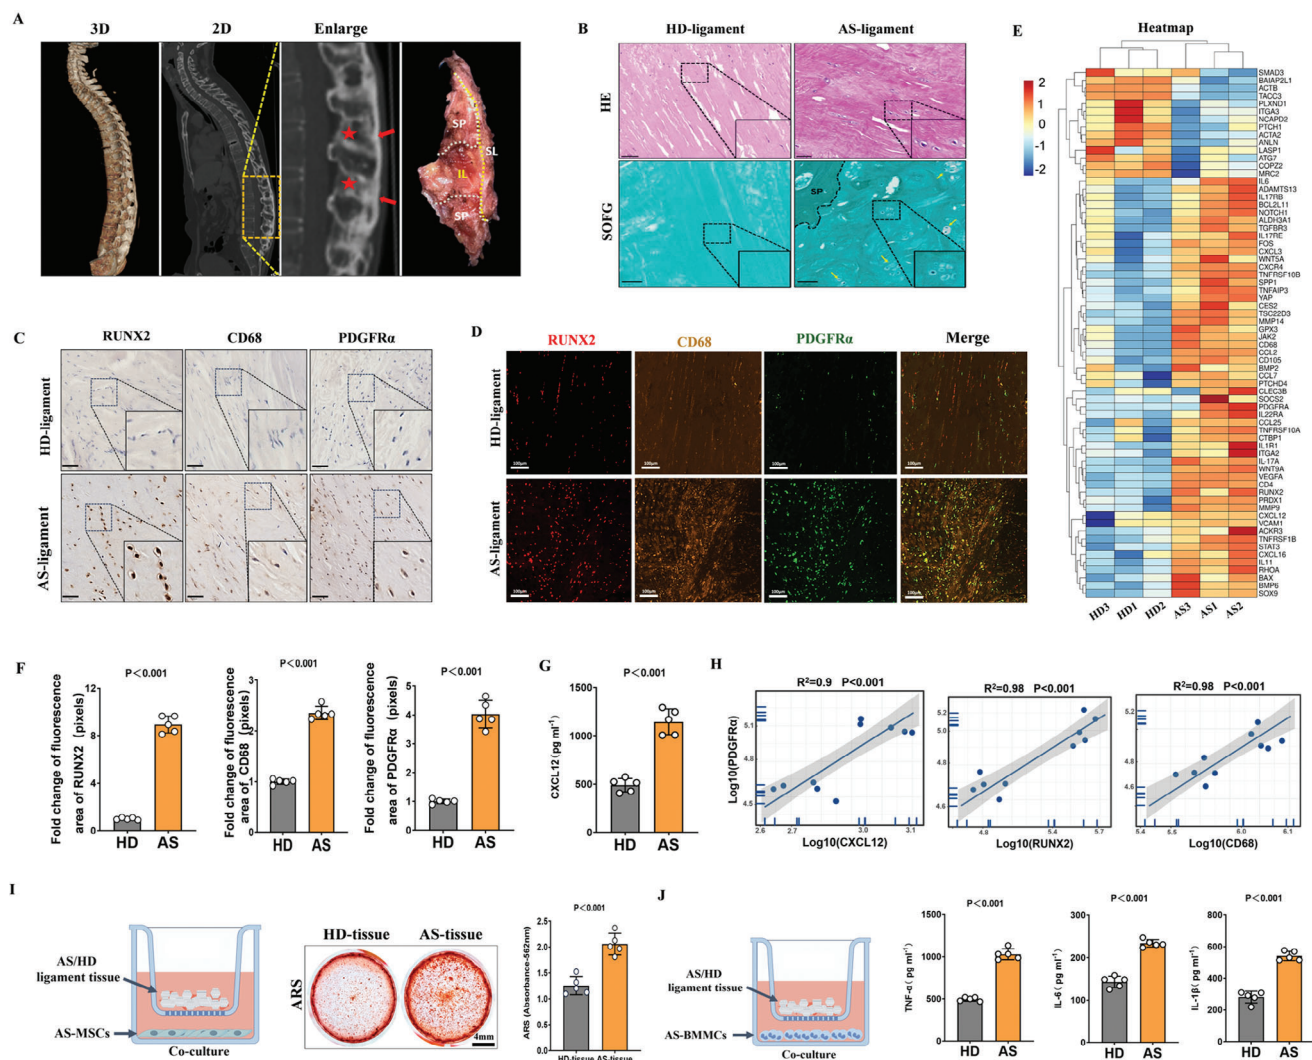 A
3D
2D
Enlarge
SP
IL
SP
SL
B
HD-ligament
AS-ligament
HE
SOFG
SP
E
Heatmap
2
1
0
-1
-2
SMAD3
BAIAP2L1
ACTB
TACC3
PLXND1
ITGA3
NCAPD2
PTCH1
ACTA2
ANLN
LASP1
ATG7
COPZ2
MRC2
IL6
ADAMTS13
IL17RB
BCL2L11
NOTCH1
ALDH3A1
TGFBR3
IL17RE
FOS
CXCL3
WNT5A
CXCR4
TNFRSF10B
SPP1
TNFAIP3
YAP
CES2
TSC22D3
MMP14
GPX3
JAK2
CD68
CCL2
CD105
BMP2
CCL7
PTCHD4
CLEC3B
SOCS2
PDGFRA
IL22RA
CCL25
TNFRSF10A
CTBP1
IL1R1
ITGA2
IL-17A
WNT9A
VEGFA
CD4
RUNX2
PRDX1
MMP9
CXCL12
VCAM1
ACKR3
TNFRSF1B
STAT3
CXCL16
IL11
RHOA
BAX
BMP6
SOX9
HD3 HD1 HD2 AS3 AS1 AS2
C
RUNX2
CD68
PDGFRα
HD-ligament
AS-ligament
D
RUNX2
CD68
PDGFRα
Merge
HD-ligament
100μm
100μm
100μm
100μm
AS-ligament
100μm
100μm
100μm
100μm
F
P<0.001
Fold change of fluorescence
area of RUNX2 (pixels)
12
9
6
3
0
HD AS
P<0.001
Fold change of fluorescence
area of CD68 (pixels)
3
2
1
0
HD AS
P<0.001
Fold change of fluorescence
area of PDGFRα (pixels)
5
4
3
2
1
0
HD AS
G
P<0.001
CXCL12 (pg ml⁻¹)
1500
1000
500
0
HD AS
H
R²=0.9 P<0.001
Log10(PDGFRα)
5.2
4.8
4.5
2.6 2.7 3.0 3.1
Log10(CXCL12)
R²=0.98 P<0.001
5.2
5.0
4.6
4.8 5.4 5.7
Log10(RUNX2)
R²=0.98 P<0.001
5.2
5.0
4.6
5.4 5.6 6.0 6.1
Log10(CD68)
I
AS/HD
ligament tissue
AS-MSCs
Co-culture
HD-tissue
AS-tissue
ARS
4mm
P<0.001
ARS (Absorbance-562nm)
2.5
2.0
1.5
1.0
0.5
0.0
HD-tissue AS-tissue
J
AS/HD
ligament tissue
AS-BMMCs
Co-culture
P<0.001
TNF-α ( pg ml⁻¹)
1500
1000
500
0
HD AS
P<0.001
IL-6 ( pg ml⁻¹)
300
200
100
0
HD AS
P<0.001
IL-1β ( pg ml⁻¹)
800
600
400
200
0
HD AS